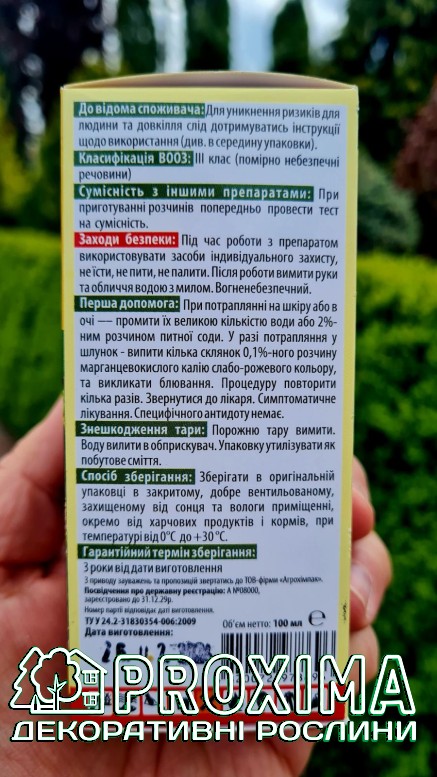 До відома споживача: Для уникнення ризиків для
людини та довкілля слід дотримуватись інструкції
щодо використання (див. в середину упаковки).
Класифікація ВООЗ: ІІІ клас (помірно небезпечні
речовини)
Сумісність з іншими препаратами: При
приготуванні розчинів попередньо провести тест
на сумісність.
Заходи безпеки: Під час роботи з препаратом
використовувати засоби індивідуального захисту,
не їсти, не пити, не палити. Після роботи вимити руки
та обличчя водою з милом. Вогненебезпечний.
Перша допомога: При потраплянні на шкіру або в
очі — промити їх великою кількістю води або 2%-
ним розчином питної соди. У разі потрапляння у
шлунок - випити кілька склянок 0,1%-ного розчину
марганцевокислого калію слабо-рожевого кольору,
та викликати блювання. Процедуру повторити
кілька разів. Звернутися до лікаря. Симптоматичне
лікування. Специфічного антидоту немає.
Знешкодження тари: Порожню тару вимити.
Воду вилити в обприскувач. Упаковку утилізувати як
побутове сміття.
Спосіб зберігання: Зберігати в оригінальній
упаковці в закритому, добре вентильованому,
захищеному від сонця та вологи приміщенні,
окремо від харчових продуктів і кормів, при
температурі від 0°С до +30°С.
Гарантійний термін зберігання:
3 роки від дати виготовлення
З приводу зауважень та пропозицій звертатись до ТОВ-фірми «Агрохімпак».
Посвідчення про державну реєстрацію: А №08000,
зареєстровано до 31.12.29р.
Номер партії відповідає даті виготовлення.
ТУ У 24.2-31830354-006:2009
Об'єм нетто: 100 мл ℮
Дата виготовлення:
PROXIMA
ДЕКОРАТИВНІ РОСЛИНИ